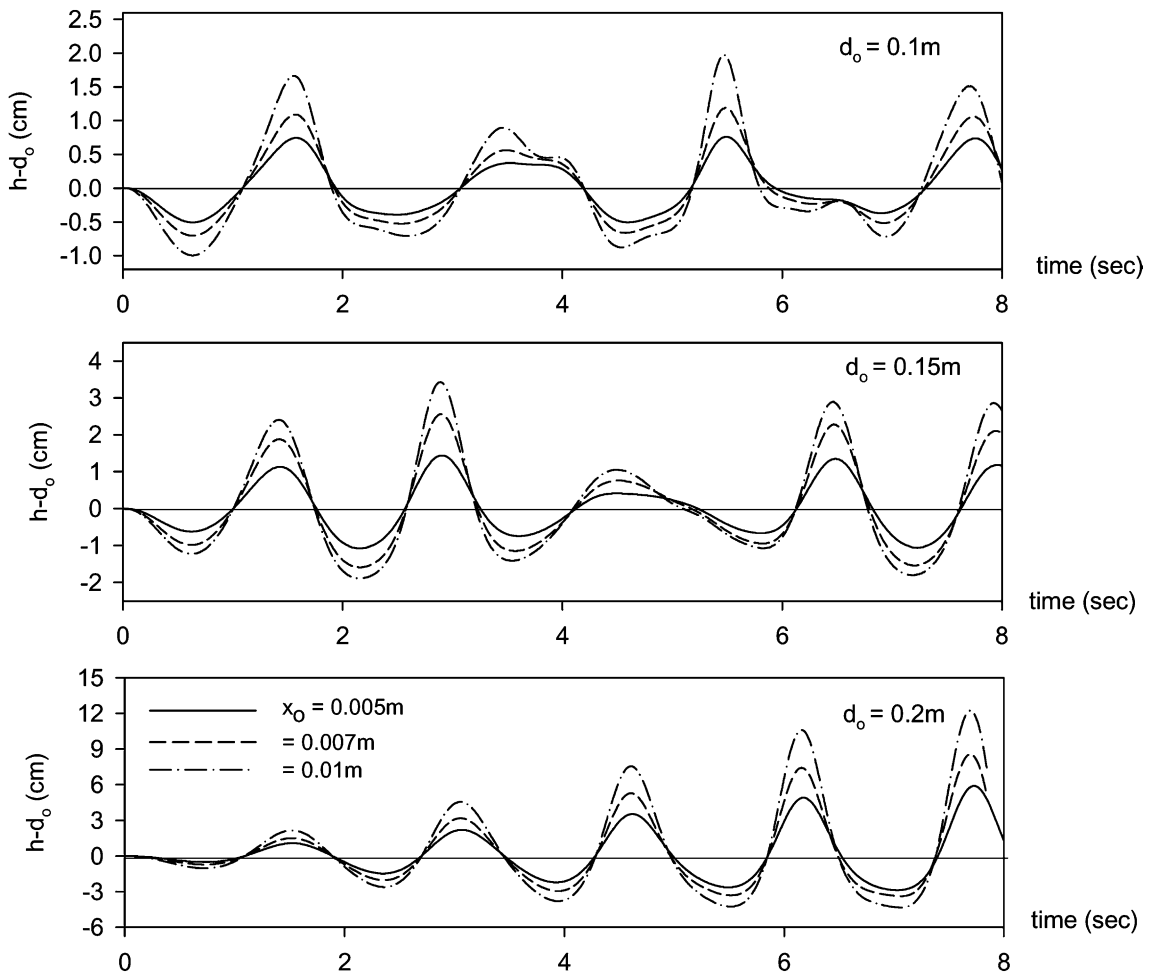 2.5
2.0
1.5
1.0
0.5
0.0
-0.5
-1.0
h-do (cm)
do = 0.1m
0 2 4 6 8
time (sec)
4
3
2
1
0
-1
-2
h-do (cm)
do = 0.15m
0 2 4 6 8
time (sec)
15
12
9
6
3
0
-3
-6
h-do (cm)
xo = 0.005m
= 0.007m
= 0.01m
do = 0.2m
0 2 4 6 8
time (sec)